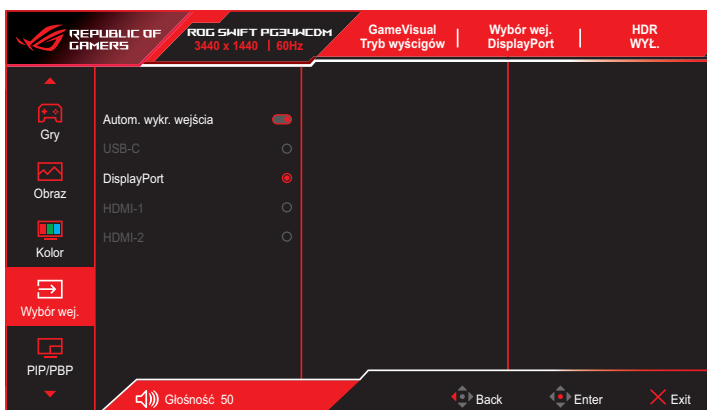 REPUBLIC OF
GAMERS
ROG SWIFT PG34WCDM
3440 x 1440 | 60Hz
GameVisual
Tryb wyścigów
Wybór wej.
DisplayPort
HDR
WYŁ.
Gry
Obraz
Kolor
Wybór wej.
PIP/PBP
Autom. wykr. wejścia
USB-C
DisplayPort
HDMI-1
HDMI-2
Głośność 50
Back
Enter
Exit